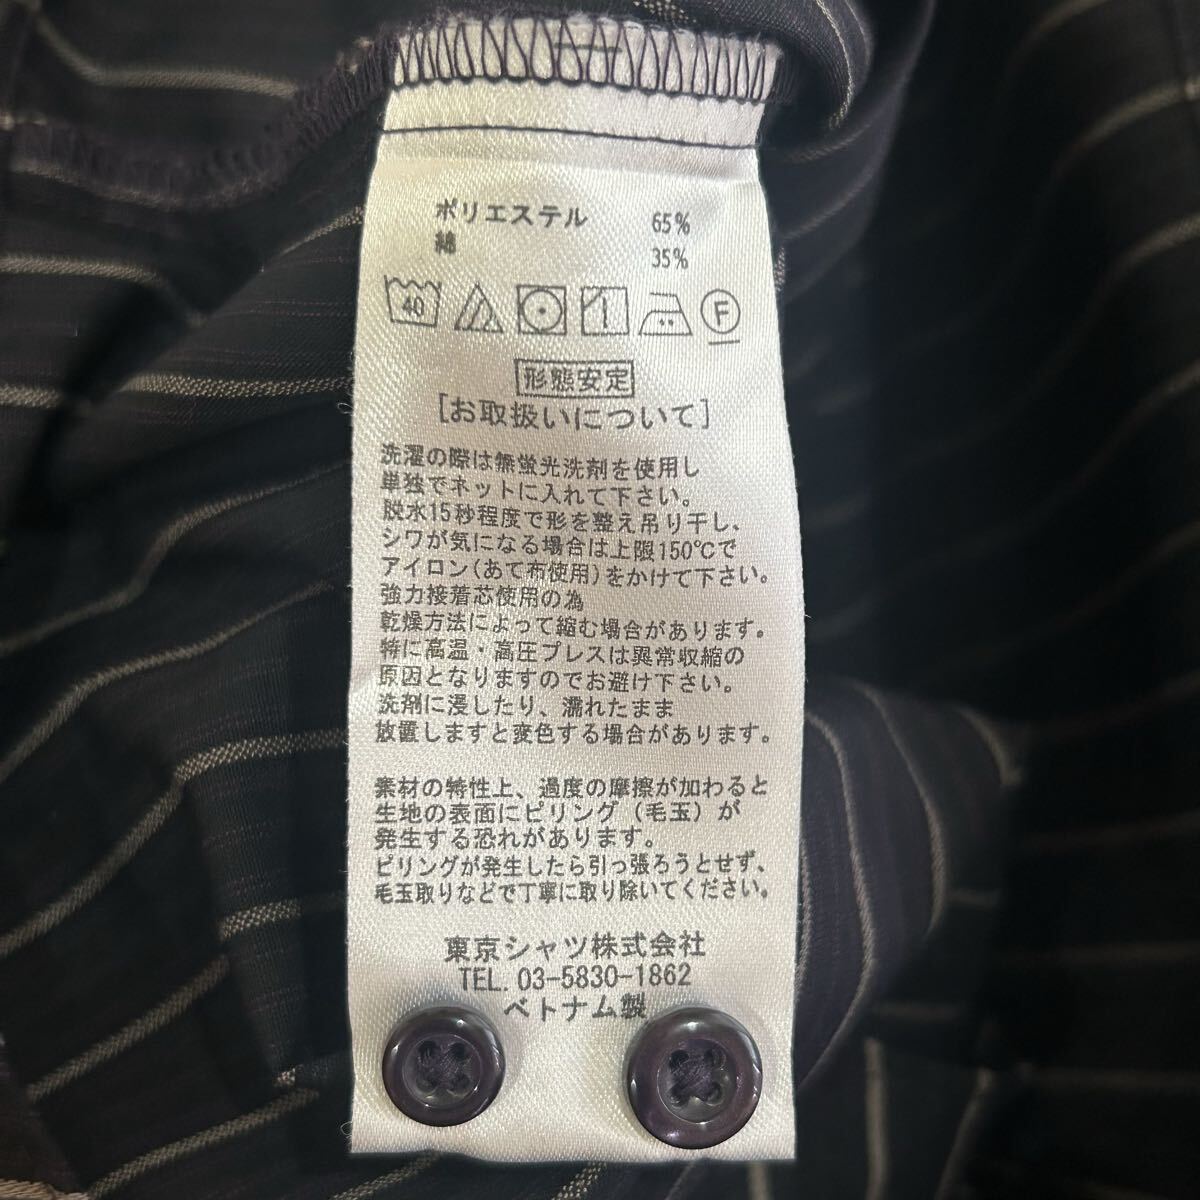 ポリエステル 65%
綿 35%
40 F
形態安定
[お取扱いについて]
洗濯の際は無蛍光洗剤を使用し
単独でネットに入れて下さい。
脱水15秒程度で形を整え吊り干し、
シワが気になる場合は上限150℃で
アイロン(あて布使用)をかけて下さい。
強力接着芯使用の為
乾燥方法によって縮む場合があります。
特に高温・高圧プレスは異常収縮の
原因となりますのでお避け下さい。
洗剤に浸したり、濡れたまま
放置しますと変色する場合があります。
素材の特性上、過度の摩擦が加わると
生地の表面にピリング(毛玉)が
発生する恐れがあります。
ピリングが発生したら引っ張ろうとせず、
毛玉取りなどで丁寧に取り除いてください。
東京シャツ株式会社
TEL. 03-5830-1862
ベトナム製